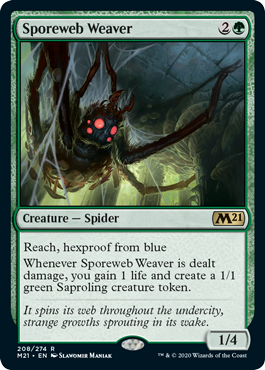 Sporeweb Weaver 2
Creature — Spider M21
Reach, hexproof from blue
Whenever Sporeweb Weaver is dealt
damage, you gain 1 life and create a 1/1
green Saproling creature token.
It spins its web throughout the undercity,
strange growths sprouting in its wake.
1/4
208/274 R
M21 • EN SLAWOMIR MANIAK
™ & © 2020 Wizards of the Coast